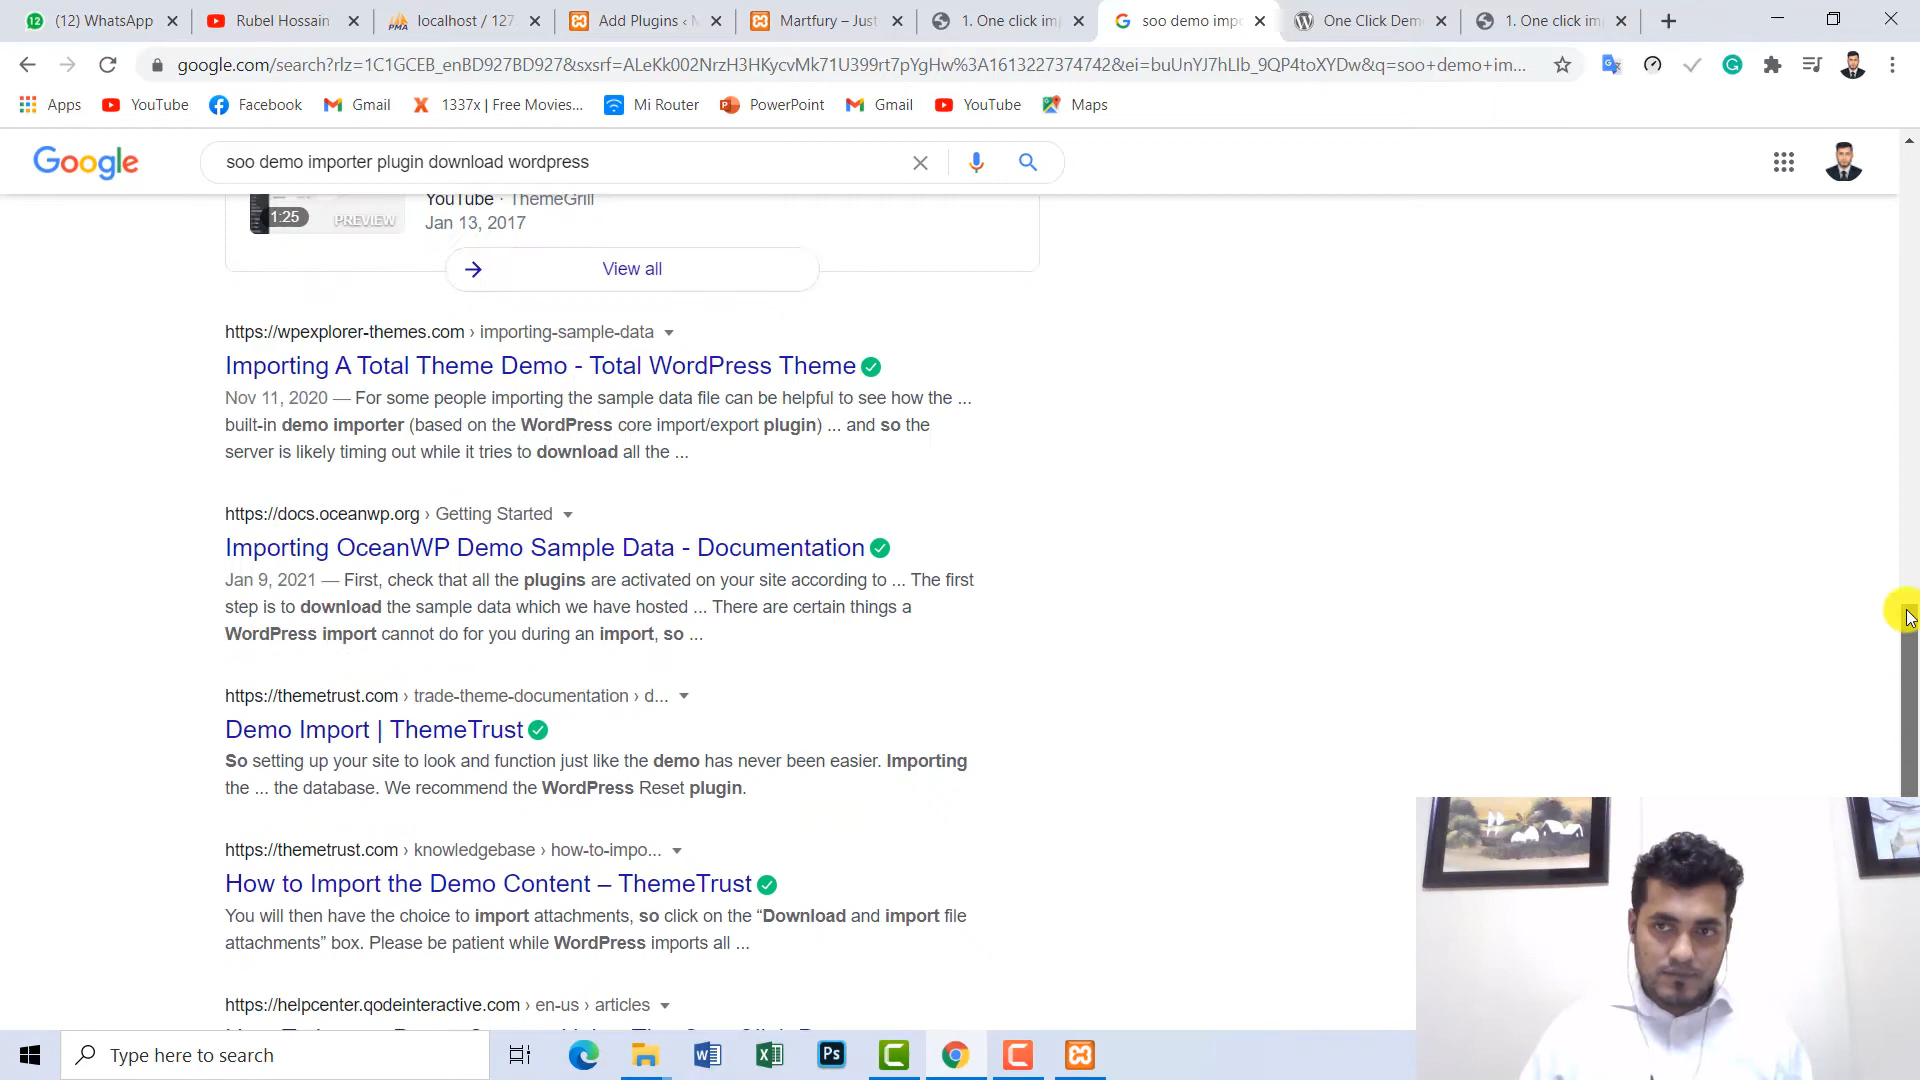 (12) WhatsApp
Rubel Hossain
localhost / 127
Add Plugins ‹ M
Martfury – Just
1. One click im
soo demo impo
One Click Dem
1. One click im
google.com/search?rlz=1C1GCEB_enBD927BD927&sxsrf=ALeKk002NrzH3HKycvMk71U399rt7pYgHw%3A1613227374742&ei=buUnYJ7hLIb_9QP4toXYDw&q=soo+demo+im...
Apps
YouTube
Facebook
Gmail
1337x | Free Movies...
Mi Router
PowerPoint
Gmail
YouTube
Maps
Google
soo demo importer plugin download wordpress
1:25
PREVIEW
YouTube · ThemeGrill
Jan 13, 2017
View all
https://wpexplorer-themes.com › importing-sample-data
Importing A Total Theme Demo - Total WordPress Theme
Nov 11, 2020 — For some people importing the sample data file can be helpful to see how the ...
built-in demo importer (based on the WordPress core import/export plugin) ... and so the
server is likely timing out while it tries to download all the ...
https://docs.oceanwp.org › Getting Started
Importing OceanWP Demo Sample Data - Documentation
Jan 9, 2021 — First, check that all the plugins are activated on your site according to ... The first
step is to download the sample data which we have hosted ... There are certain things a
WordPress import cannot do for you during an import, so ...
https://themetrust.com › trade-theme-documentation › d...
Demo Import | ThemeTrust
So setting up your site to look and function just like the demo has never been easier. Importing
the ... the database. We recommend the WordPress Reset plugin.
https://themetrust.com › knowledgebase › how-to-impo...
How to Import the Demo Content – ThemeTrust
You will then have the choice to import attachments, so click on the “Download and import file
attachments” box. Please be patient while WordPress imports all ...
https://helpcenter.qodeinteractive.com › en-us › articles
Type here to search